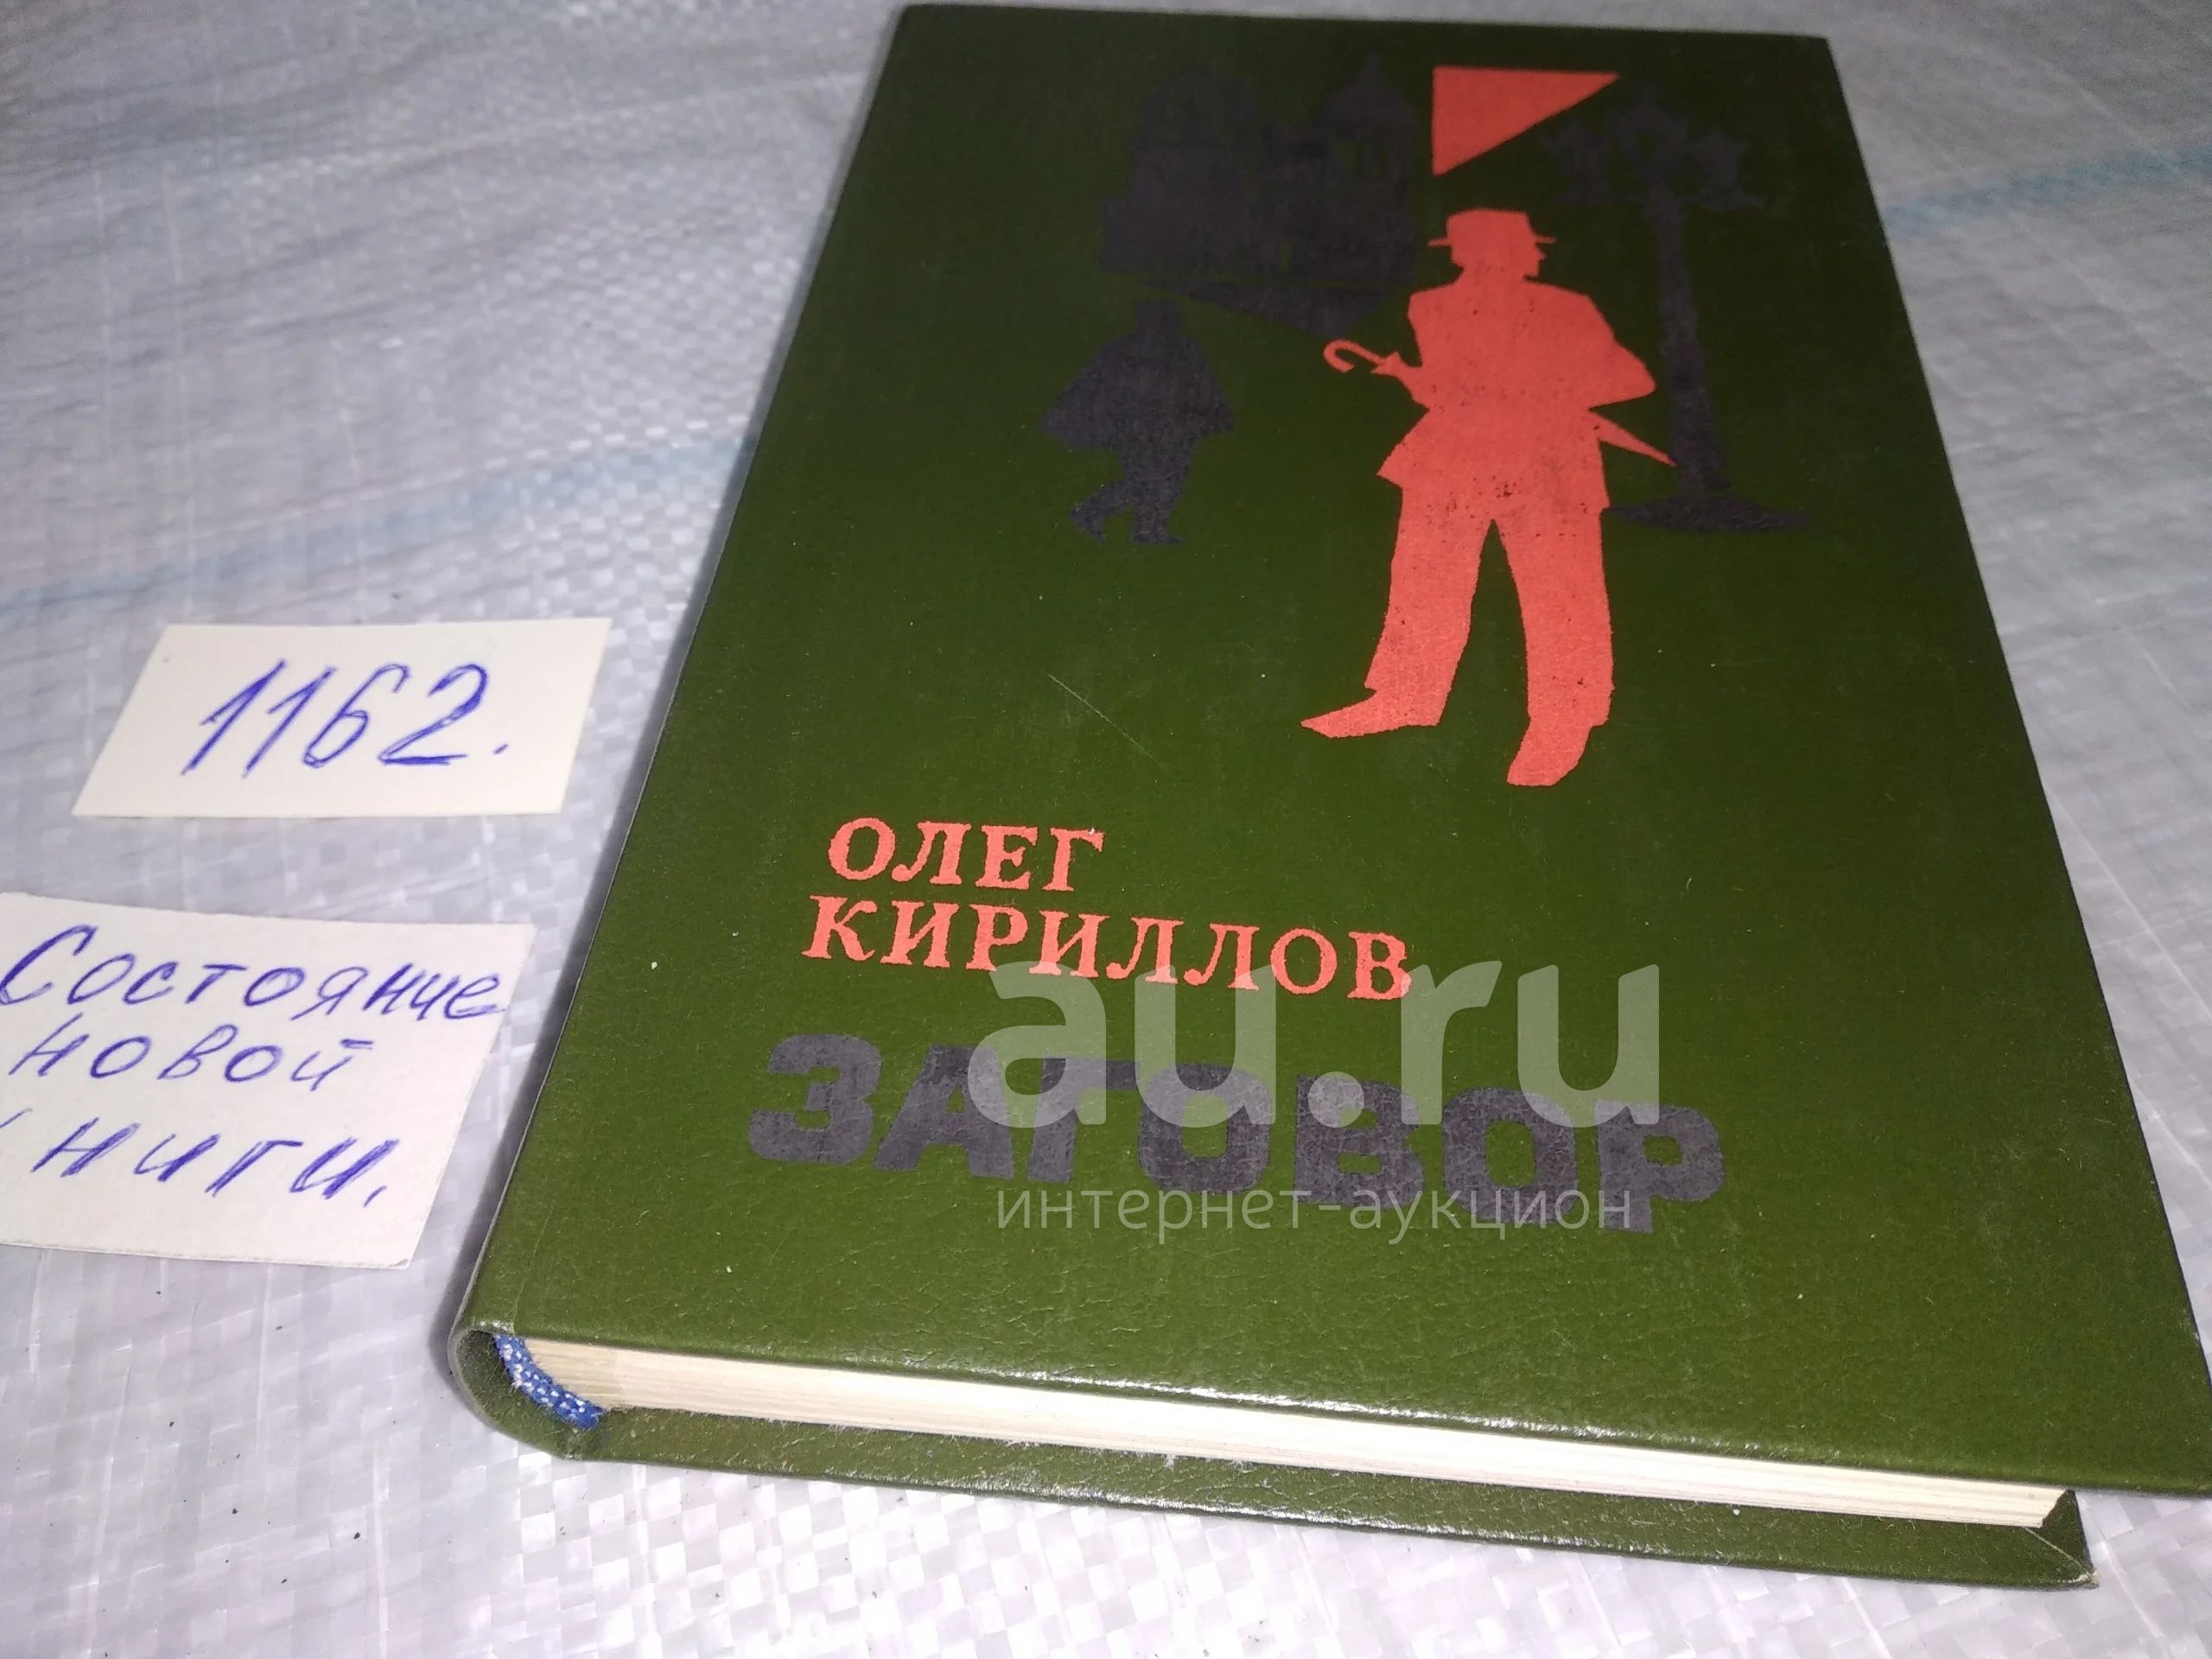 1162.
Состояние
новой
книги.
ОЛЕГ
КИРИЛЛОВ
ЗАГОВОР
au.ru
интернет-аукцион